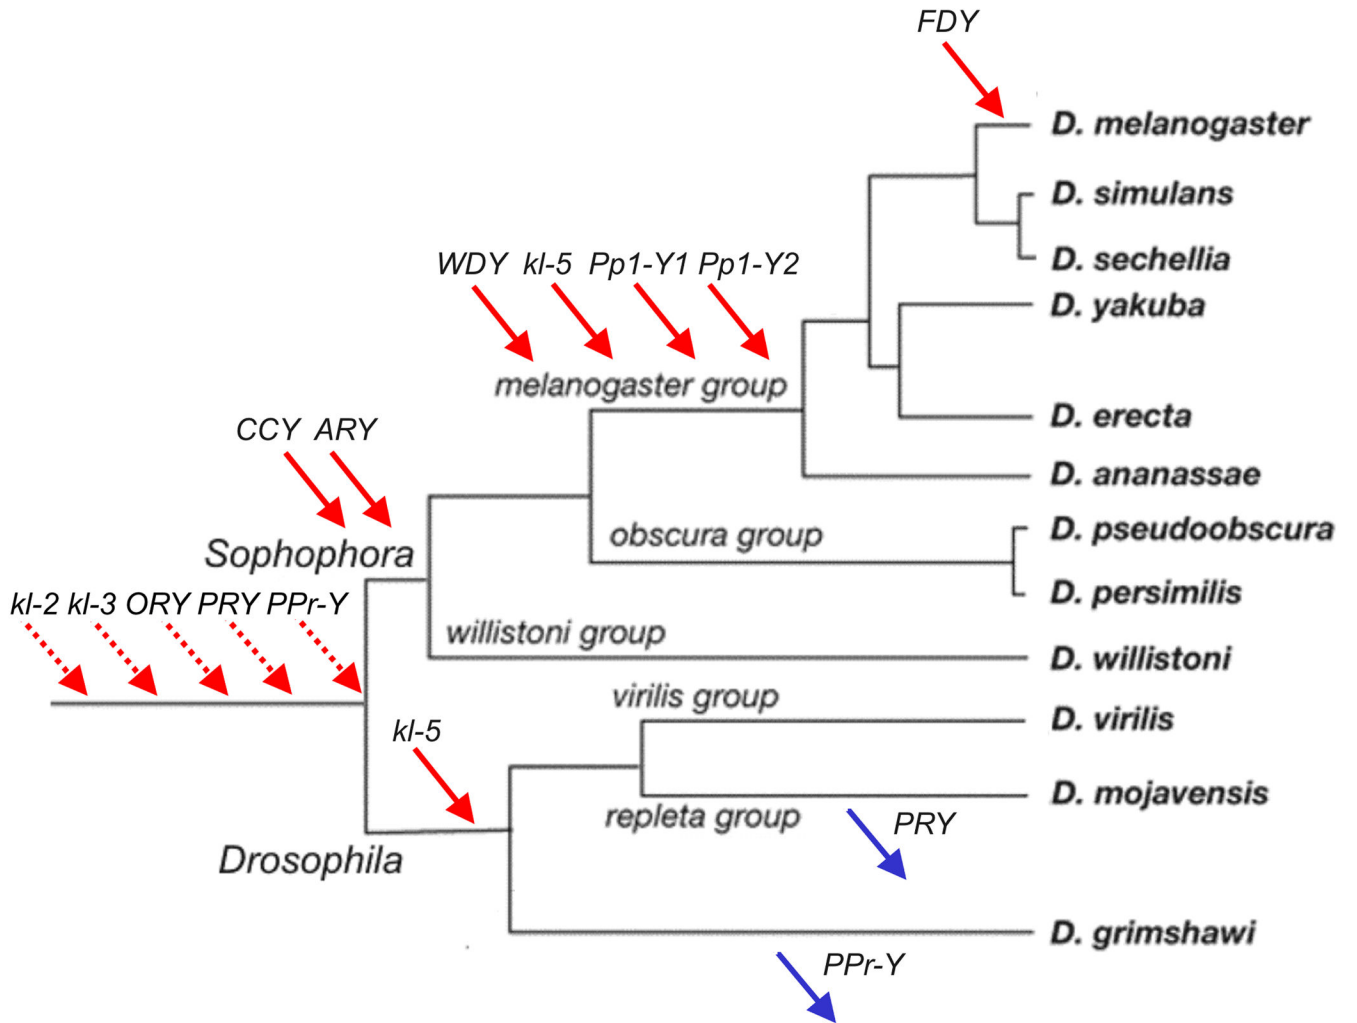 FDY
D. melanogaster
D. simulans
WDY kl-5 Pp1-Y1 Pp1-Y2
D. sechellia
D. yakuba
melanogaster group
D. erecta
CCY ARY
D. ananassae
obscura group
D. pseudoobscura
Sophophora
D. persimilis
kl-2 kl-3 ORY PRY PPr-Y
willistoni group
D. willistoni
virilis group
D. virilis
kl-5
D. mojavensis
repleta group
PRY
Drosophila
D. grimshawi
PPr-Y